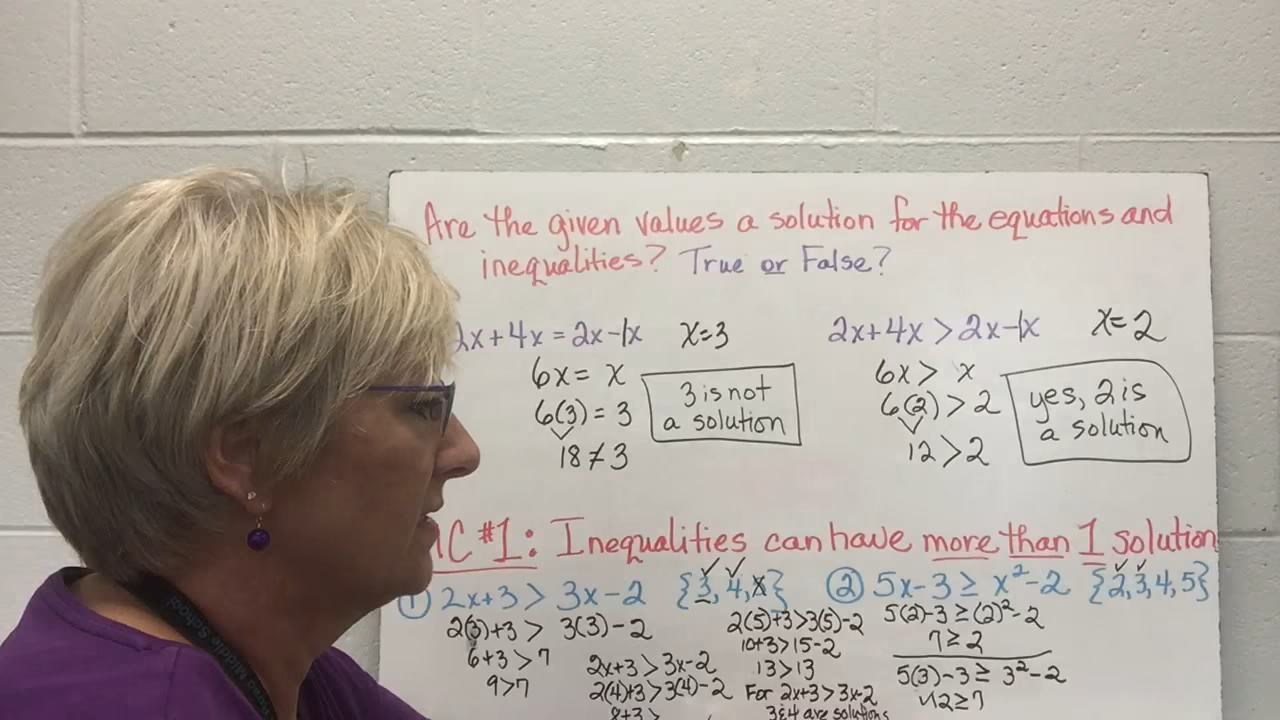 Are the given values a solution for the equations and
inequalities? True or False?
2x+4x=2x-1x x=3
6x= x
6(3) = 3
18≠3
3 is not
a solution
2x+4x>2x-1x x=2
6x> x
6(2)>2
12>2
yes, 2 is
a solution
C #1: Inequalities can have more than 1 solution
① 2x+3>3x-2 {3, 4, 5}
2(3)+3> 3(3)-2
6+3>7
9>7
2x+3>3x-2
2(4)+3>3(4)-2
8+3>
2(5)+3>3(5)-2
10+3>15-2
13>13
For 2x+3>3x-2
3&4 are solutions
② 5x-3≥x²-2 {2, 3, 4, 5}
5(2)-3≥(2)²-2
7≥2
5(3)-3≥ 3²-2
12≥7
Middle School